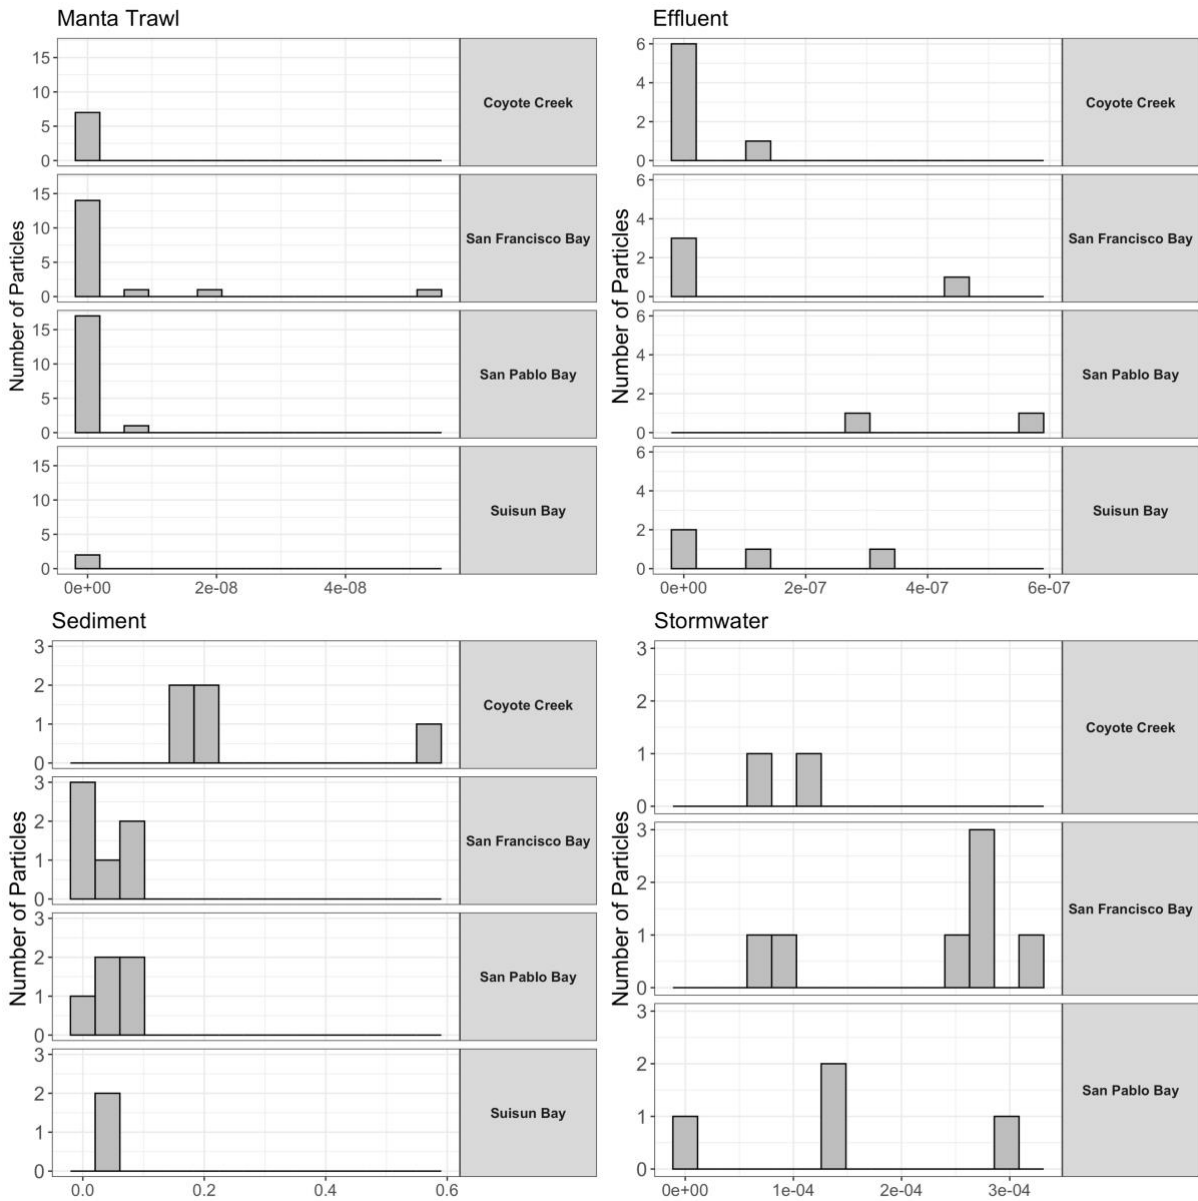 Manta Trawl
Number of Particles
15
10
5
0
Coyote Creek
15
10
5
0
San Francisco Bay
15
10
5
0
San Pablo Bay
15
10
5
0
Suisun Bay
0e+00 2e-08 4e-08
Effluent
Number of Particles
6
4
2
0
Coyote Creek
6
4
2
0
San Francisco Bay
6
4
2
0
San Pablo Bay
6
4
2
0
Suisun Bay
0e+00 2e-07 4e-07 6e-07
Sediment
Number of Particles
3
2
1
0
Coyote Creek
3
2
1
0
San Francisco Bay
3
2
1
0
San Pablo Bay
3
2
1
0
Suisun Bay
0.0 0.2 0.4 0.6
Stormwater
Number of Particles
3
2
1
0
Coyote Creek
3
2
1
0
San Francisco Bay
3
2
1
0
San Pablo Bay
0e+00 1e-04 2e-04 3e-04